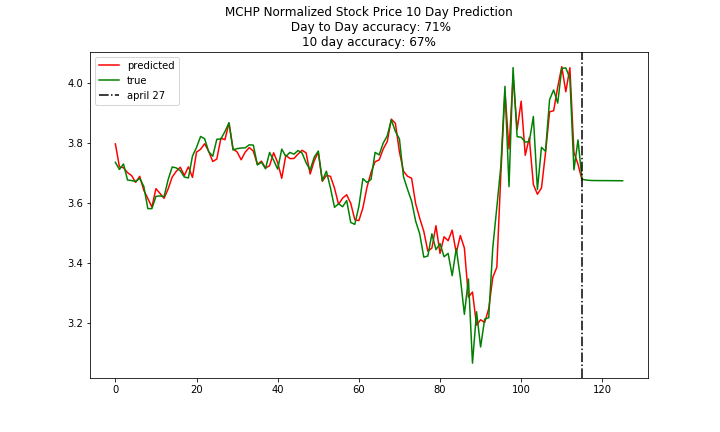 MCHP Normalized Stock Price 10 Day Prediction
Day to Day accuracy: 71%
10 day accuracy: 67%
predicted
true
april 27
4.0
3.8
3.6
3.4
3.2
0 20 40 60 80 100 120